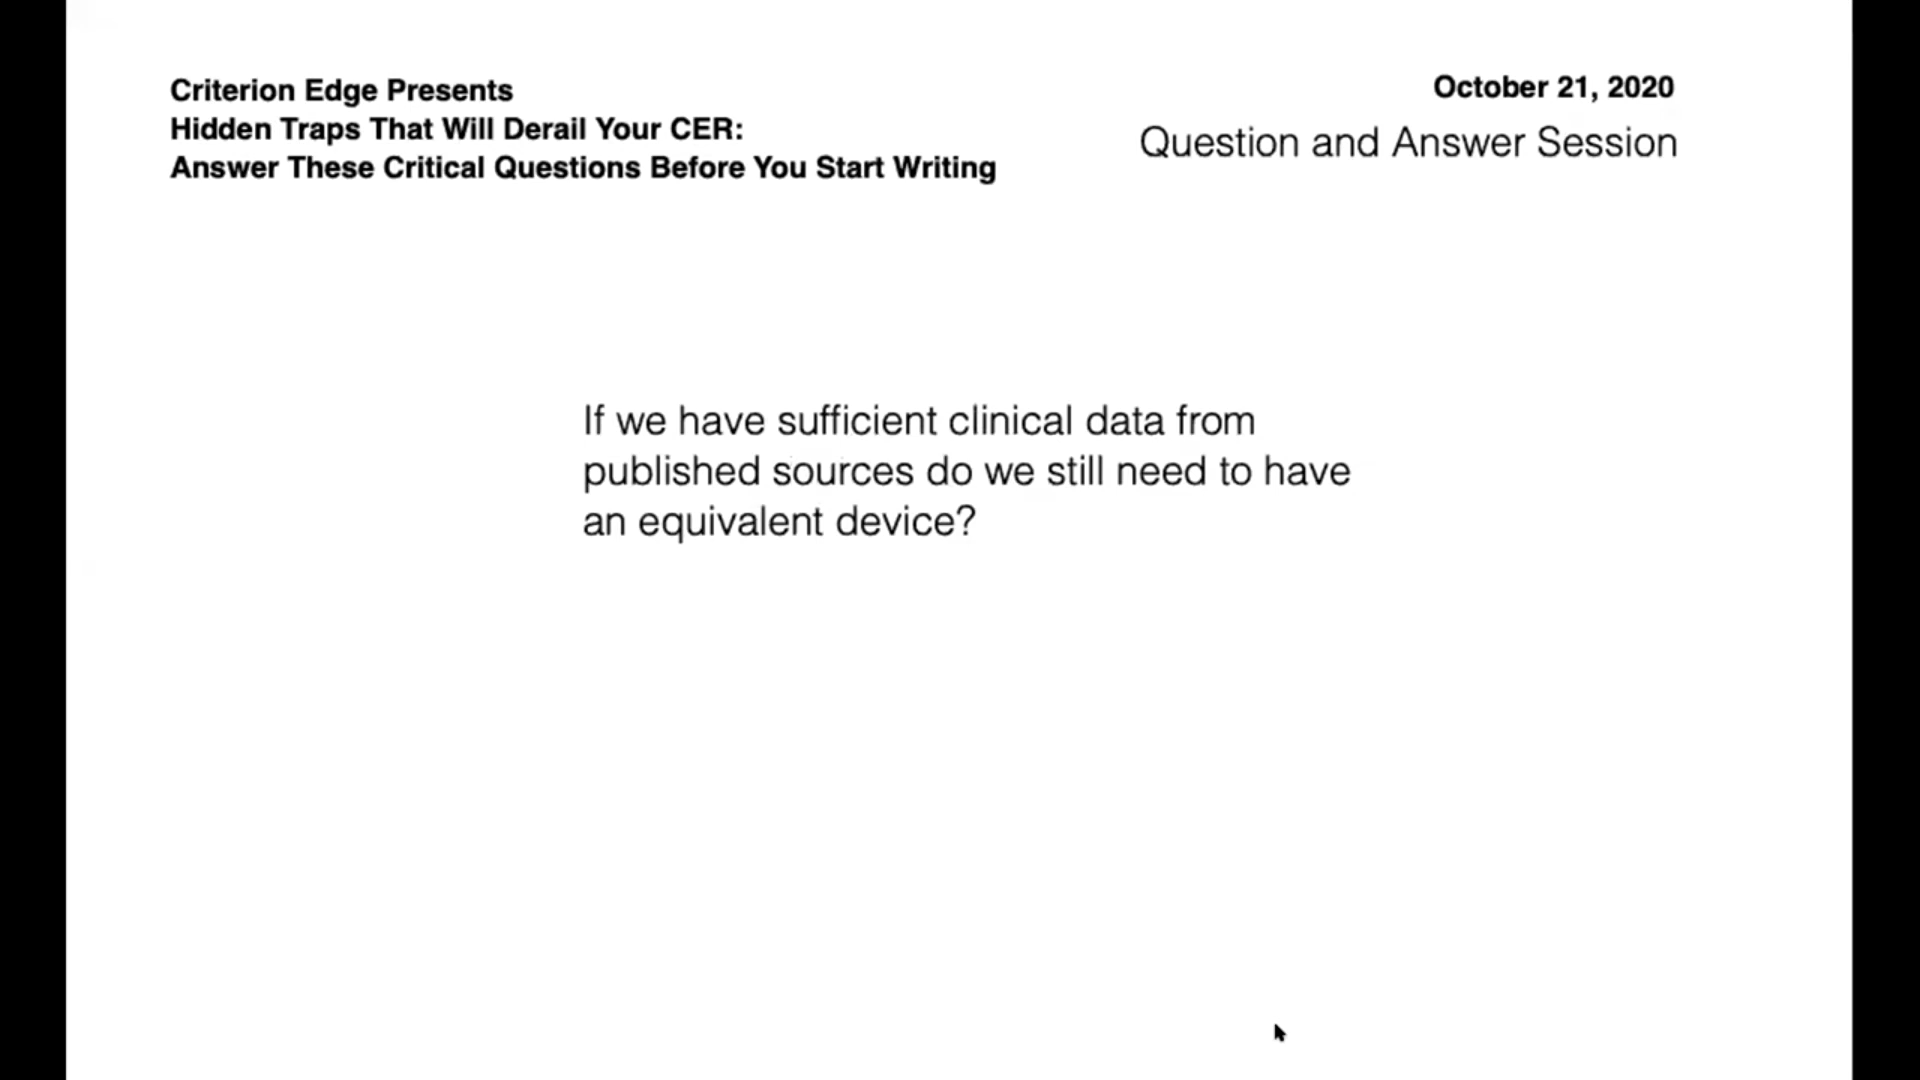 Criterion Edge Presents
Hidden Traps That Will Derail Your CER:
Answer These Critical Questions Before You Start Writing
October 21, 2020
Question and Answer Session
If we have sufficient clinical data from
published sources do we still need to have
an equivalent device?